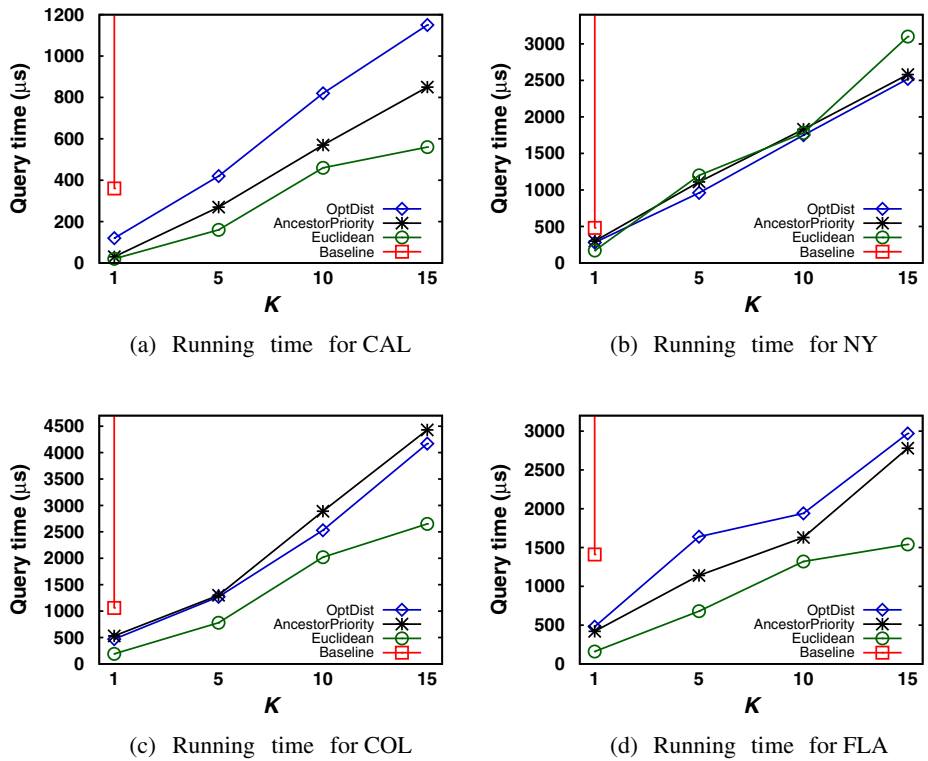 1200
1000
800
600
400
200
0
Query time (μs)
OptDist
AncestorPriority
Euclidean
Baseline
1 5 10 15
K
(a) Running time for CAL
3000
2500
2000
1500
1000
500
0
Query time (μs)
OptDist
AncestorPriority
Euclidean
Baseline
1 5 10 15
K
(b) Running time for NY
4500
4000
3500
3000
2500
2000
1500
1000
500
0
Query time (μs)
OptDist
AncestorPriority
Euclidean
Baseline
1 5 10 15
K
(c) Running time for COL
3000
2500
2000
1500
1000
500
0
Query time (μs)
OptDist
AncestorPriority
Euclidean
Baseline
1 5 10 15
K
(d) Running time for FLA